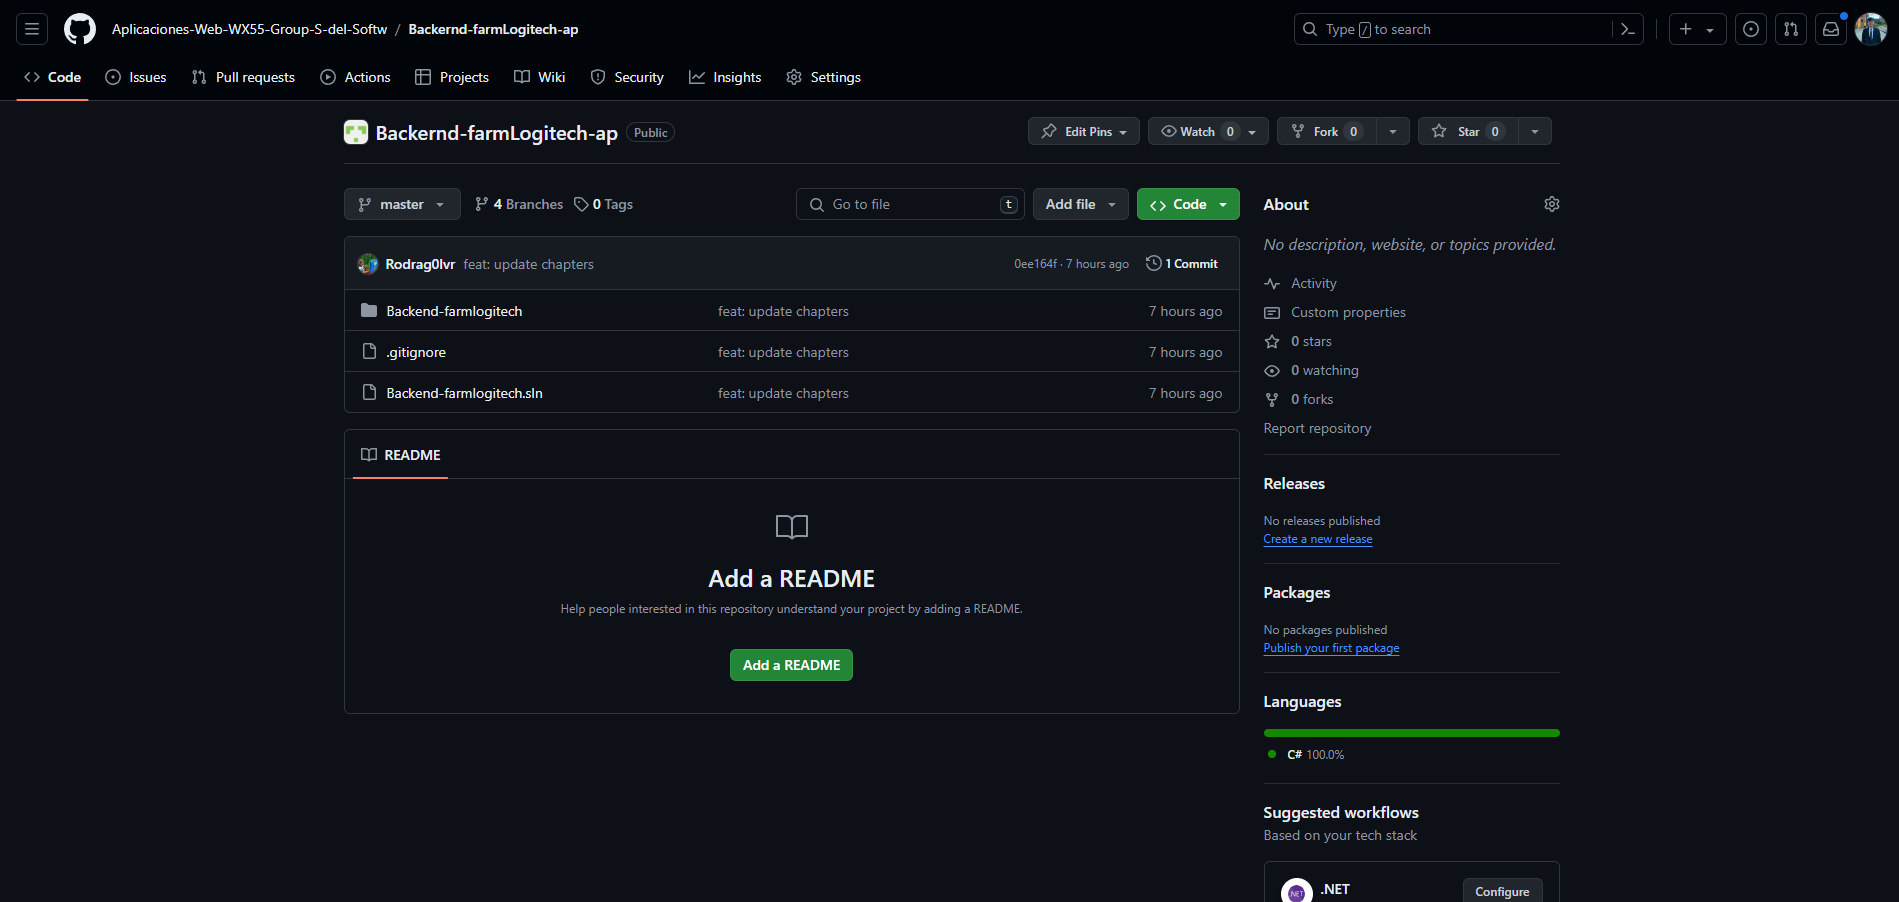 Aplicaciones-Web-WX55-Group-S-del-Softw / Backernd-farmLogitech-ap
Type / to search
Code Issues Pull requests Actions Projects Wiki Security Insights Settings
Backernd-farmLogitech-ap Public
Edit Pins Watch 0 Fork 0 Star 0
master 4 Branches 0 Tags Go to file t Add file Code
Rodrag0lvr feat: update chapters 0ee164f · 7 hours ago 1 Commit
Backend-farmlogitech feat: update chapters 7 hours ago
.gitignore feat: update chapters 7 hours ago
Backend-farmlogitech.sln feat: update chapters 7 hours ago
README
Add a README
Help people interested in this repository understand your project by adding a README.
Add a README
About
No description, website, or topics provided.
Activity
Custom properties
0 stars
0 watching
0 forks
Report repository
Releases
No releases published
Create a new release
Packages
No packages published
Publish your first package
Languages
C# 100.0%
Suggested workflows
Based on your tech stack
.NET .NET Configure